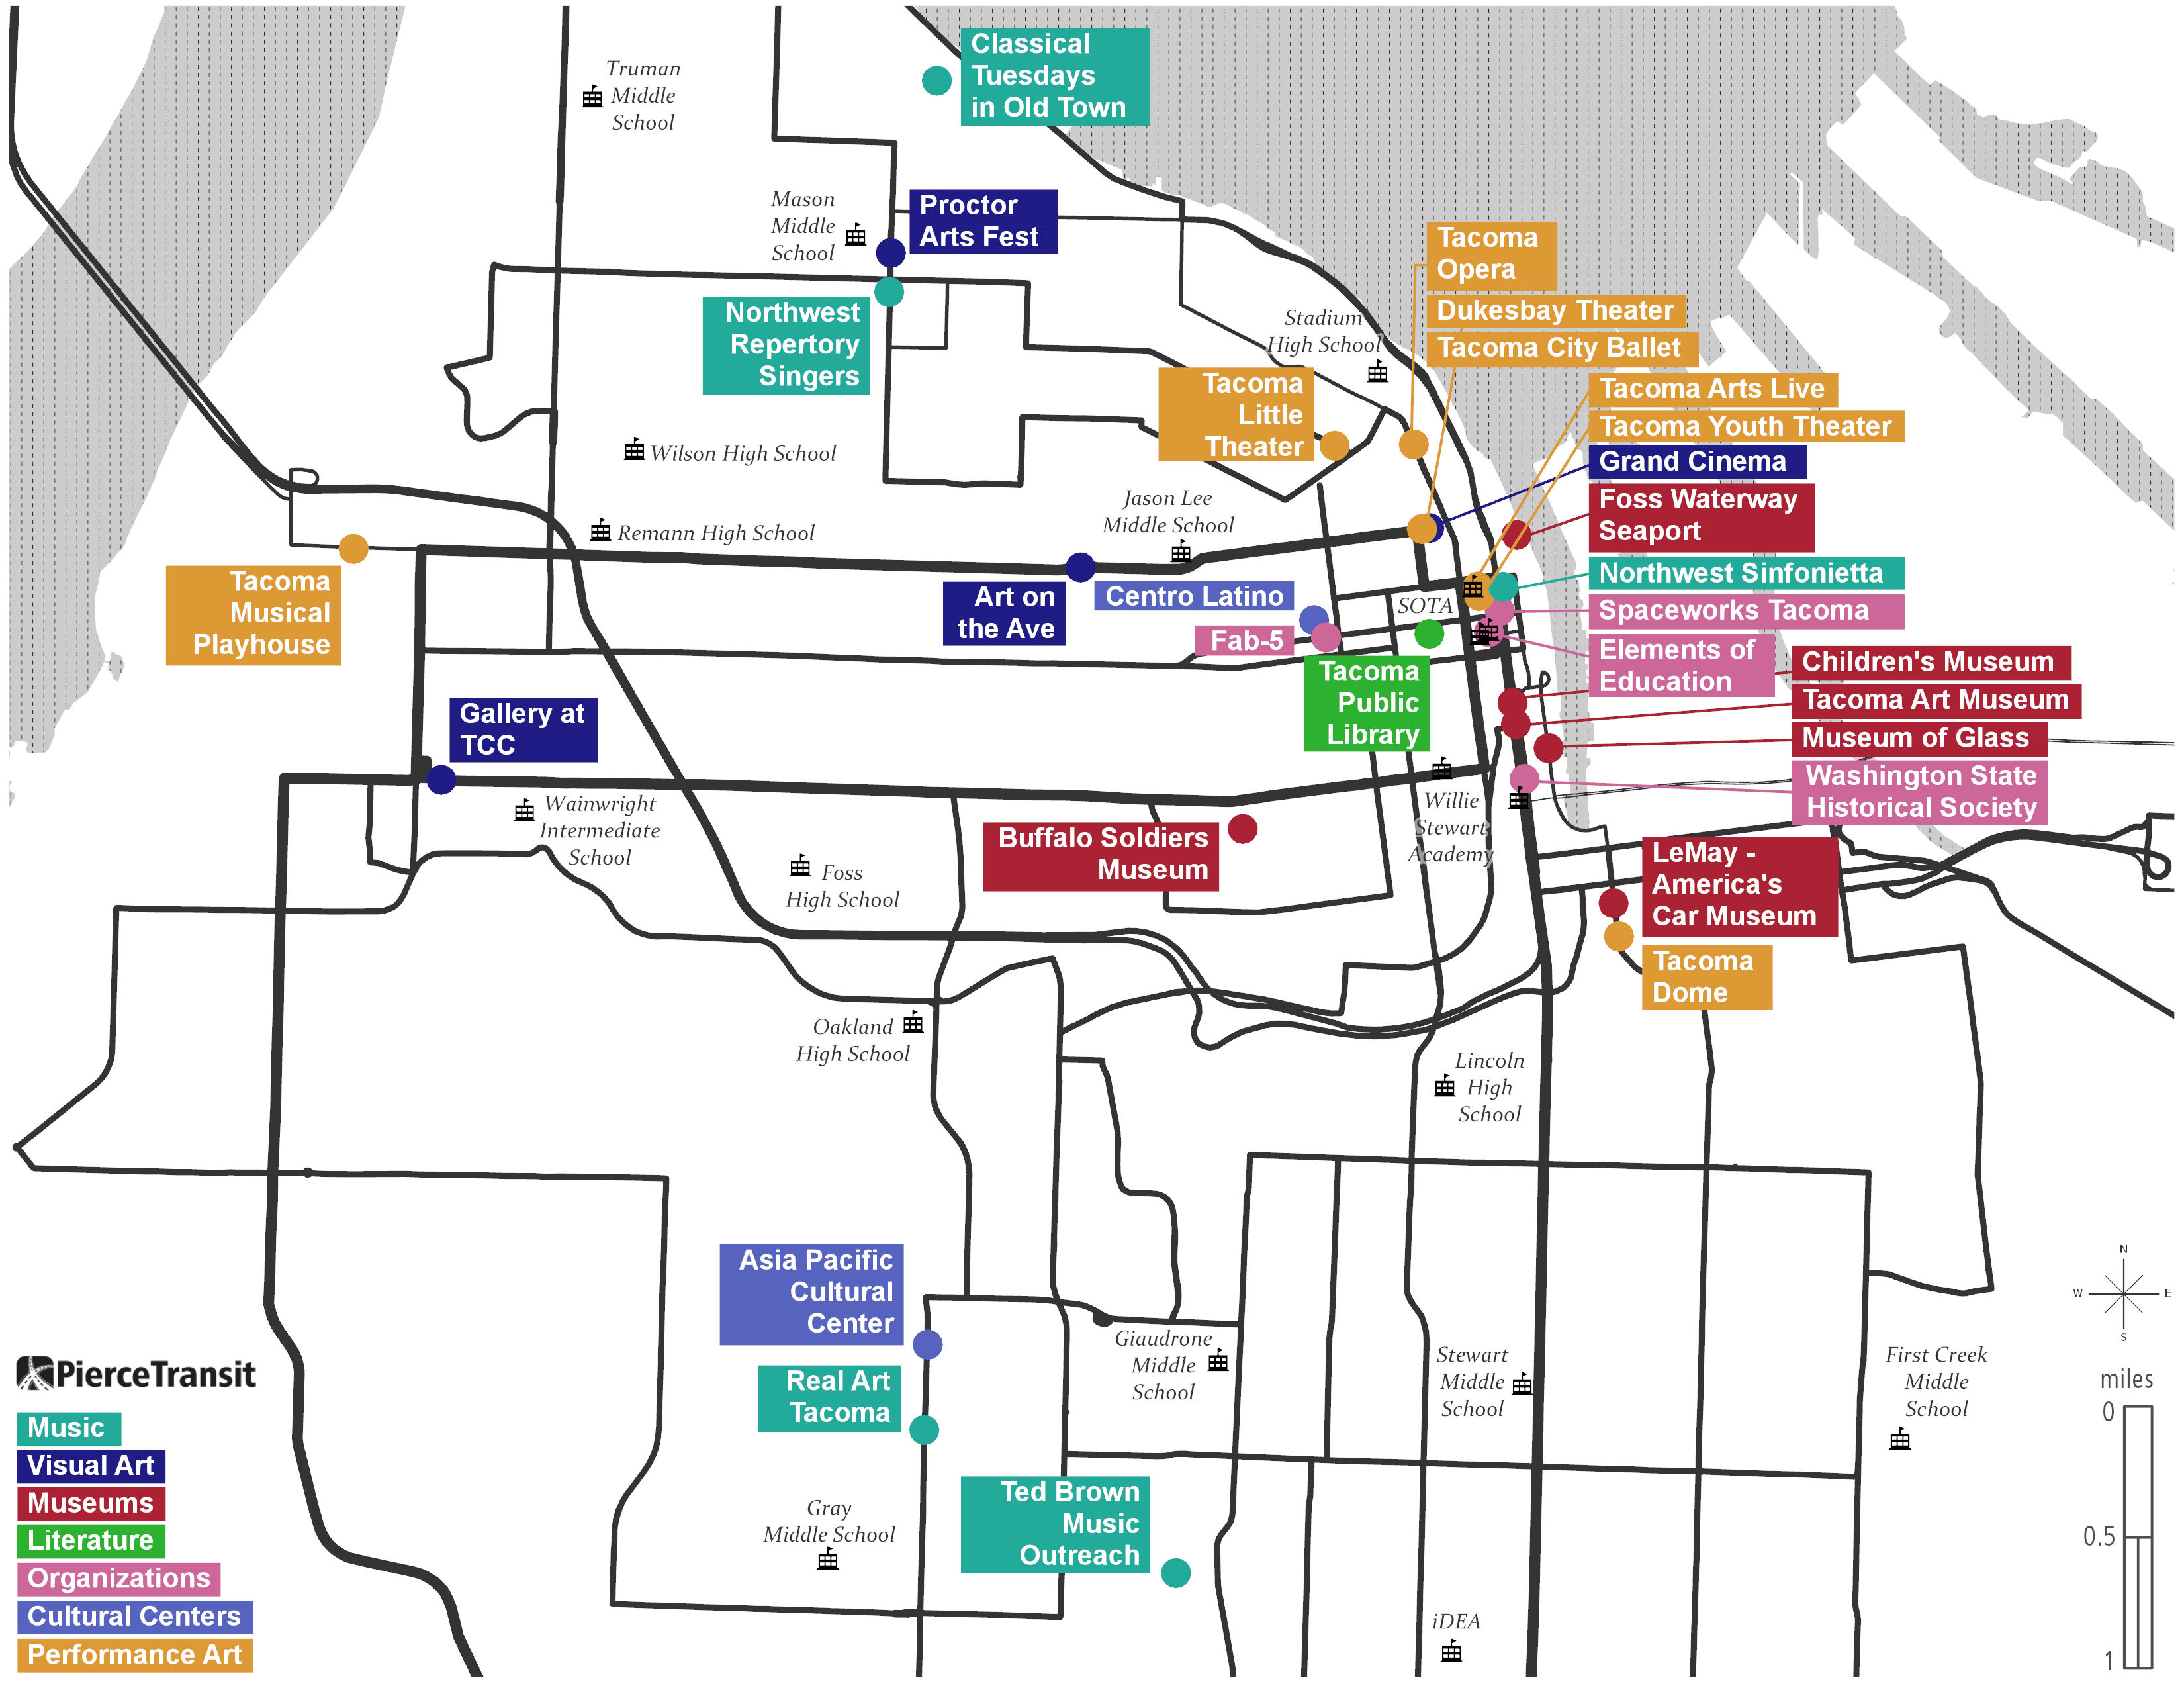 Classical
Tuesdays
in Old Town
Truman
Middle
School
Mason
Middle
School
Proctor
Arts Fest
Northwest
Repertory
Singers
Tacoma
Opera
Dukesbay Theater
Tacoma City Ballet
Stadium
High School
Tacoma
Little
Theater
Tacoma Arts Live
Tacoma Youth Theater
Grand Cinema
Foss Waterway
Seaport
Northwest Sinfonietta
Spaceworks Tacoma
Elements of
Education
Children's Museum
Tacoma Art Museum
Museum of Glass
Washington State
Historical Society
Wilson High School
Remann High School
Jason Lee
Middle School
Tacoma
Musical
Playhouse
Art on
the Ave
Centro Latino
Fab-5
SOTA
Tacoma
Public
Library
Gallery at
TCC
Wainwright
Intermediate
School
Foss
High School
Buffalo Soldiers
Museum
Willie
Stewart
Academy
LeMay -
America's
Car Museum
Tacoma
Dome
Oakland
High School
Lincoln
High
School
Asia Pacific
Cultural
Center
Real Art
Tacoma
Giaudrone
Middle
School
Stewart
Middle
School
First Creek
Middle
School
Gray
Middle School
Ted Brown
Music
Outreach
iDEA
PierceTransit
Music
Visual Art
Museums
Literature
Organizations
Cultural Centers
Performance Art
N
W E
S
miles
0
0.5
1